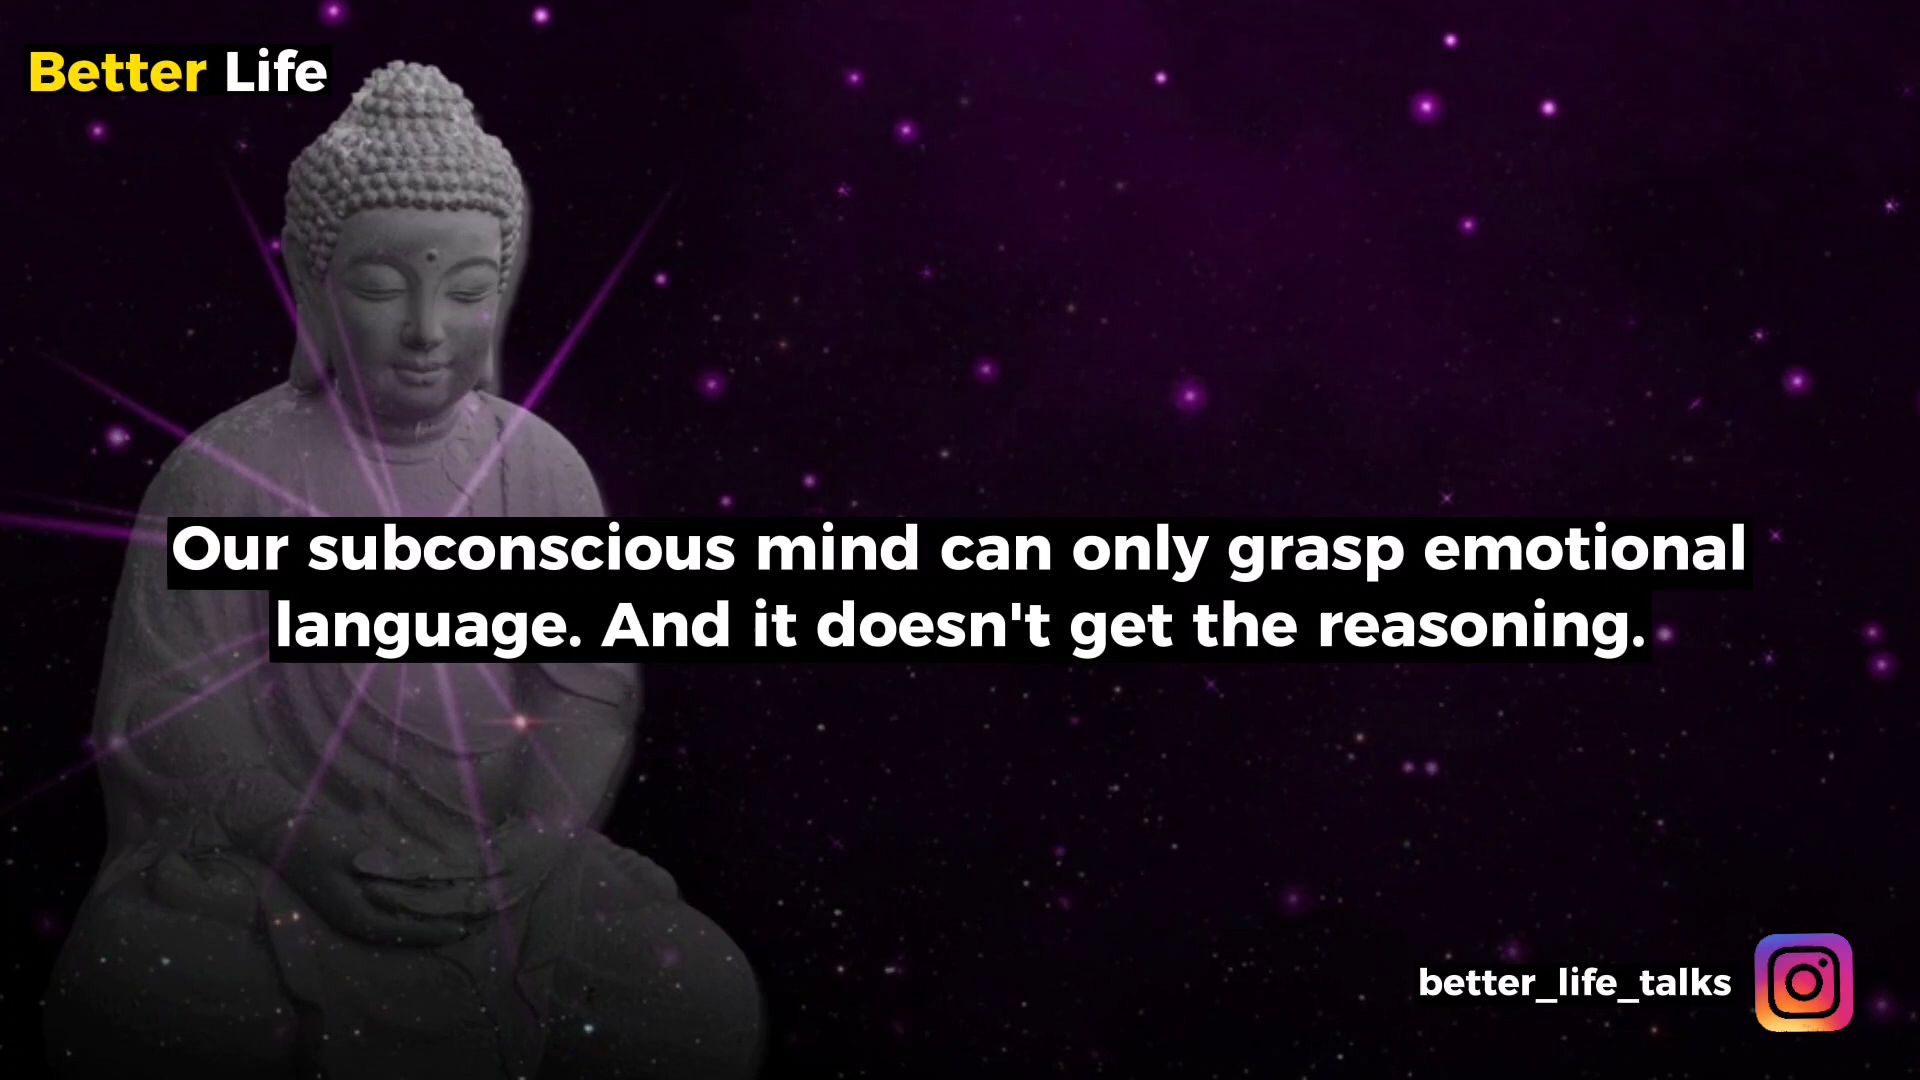 Better Life
Our subconscious mind can only grasp emotional
language. And it doesn't get the reasoning.
better_life_talks